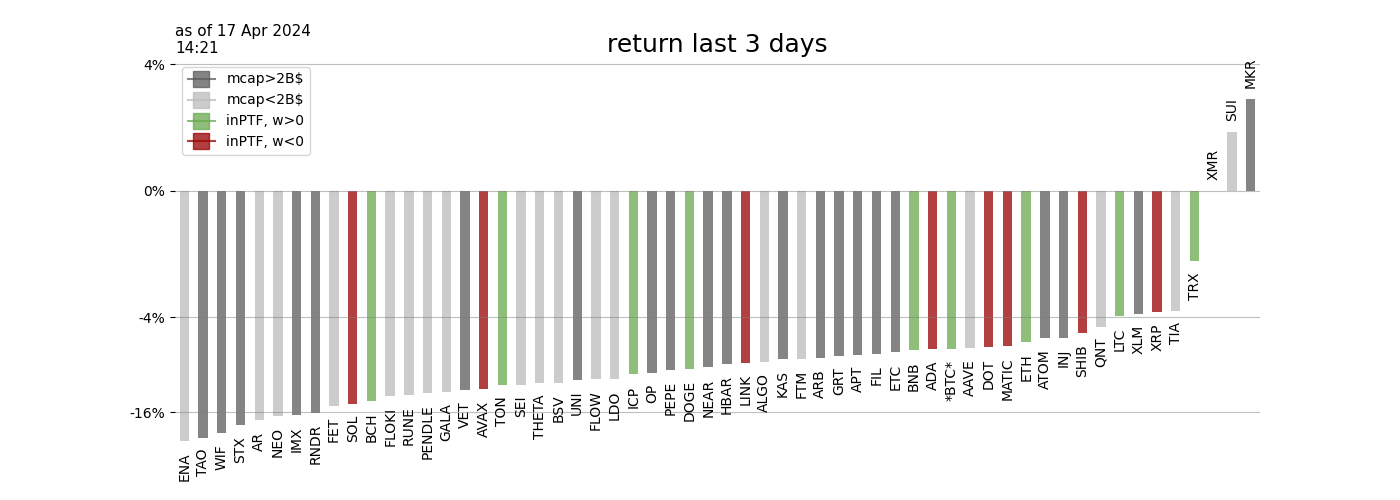 as of 17 Apr 2024
14:21
return last 3 days
mcap>2B$
mcap<2B$
inPTF, w>0
inPTF, w<0
4%
0%
-4%
-16%
ENA
TAO
WIF
STX
AR
NEO
IMX
RNDR
FET
SOL
BCH
FLOKI
RUNE
PENDLE
GALA
VET
AVAX
TON
SEI
THETA
BSV
UNI
FLOW
LDO
ICP
OP
PEPE
DOGE
NEAR
HBAR
LINK
ALGO
KAS
FTM
ARB
GRT
APT
FIL
ETC
BNB
ADA
*BTC*
AAVE
DOT
MATIC
ETH
ATOM
INJ
SHIB
QNT
LTC
XLM
XRP
TIA
TRX
XMR
SUI
MKR